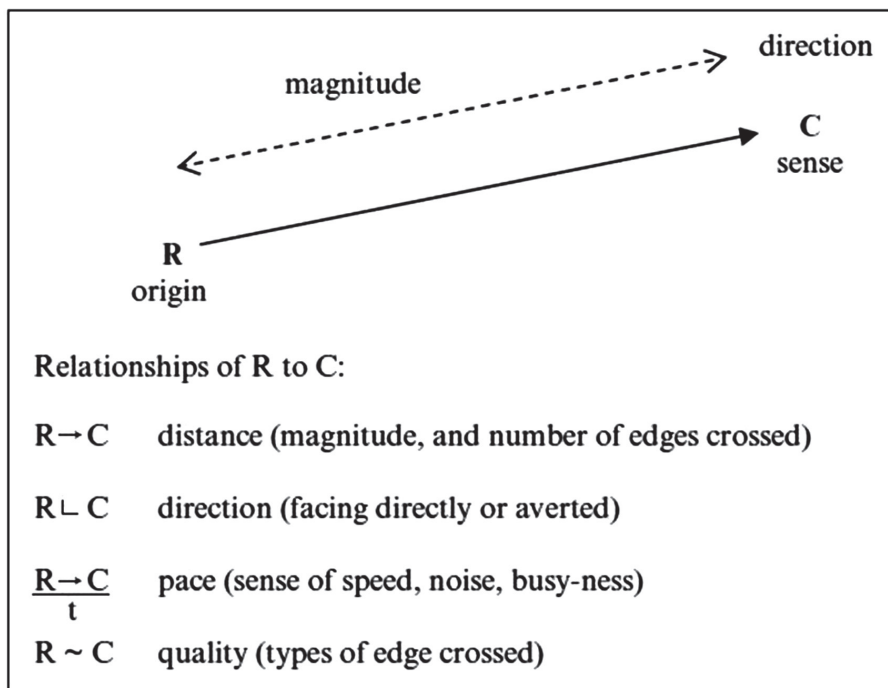 direction
magnitude
C
sense
R
origin
Relationships of R to C:
R→C distance (magnitude, and number of edges crossed)
R∟C direction (facing directly or averted)
R→C pace (sense of speed, noise, busy-ness)
t
R ~ C quality (types of edge crossed)